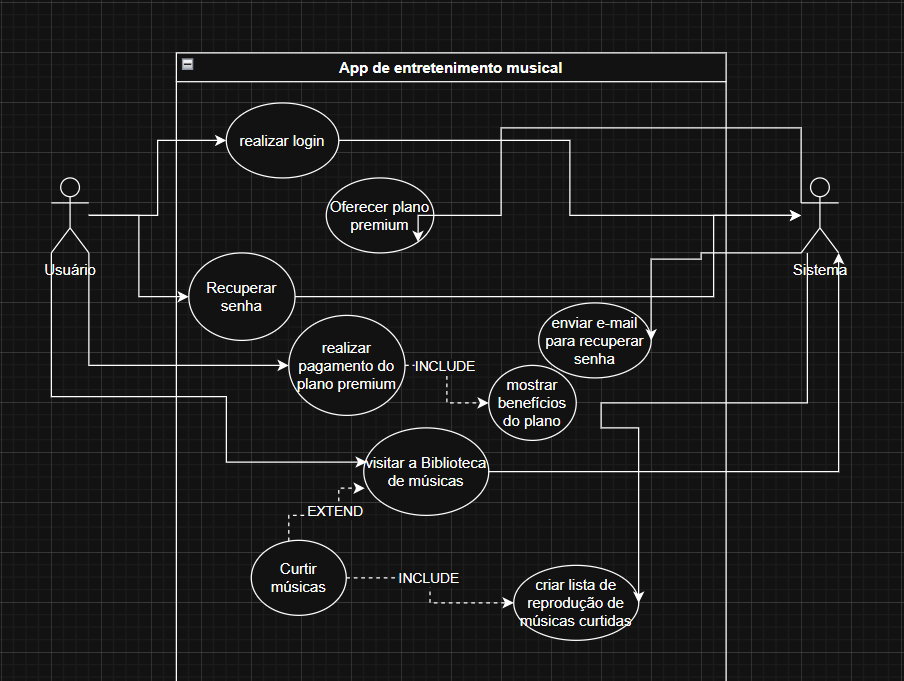 App de entretenimento musical
realizar login
Oferecer plano
premium
Usuário
Sistema
Recuperar
senha
enviar e-mail
para recuperar
senha
realizar
pagamento do
plano premium
INCLUDE
mostrar
benefícios
do plano
visitar a Biblioteca
de músicas
EXTEND
Curtir
músicas
INCLUDE
criar lista de
reprodução de
músicas curtidas